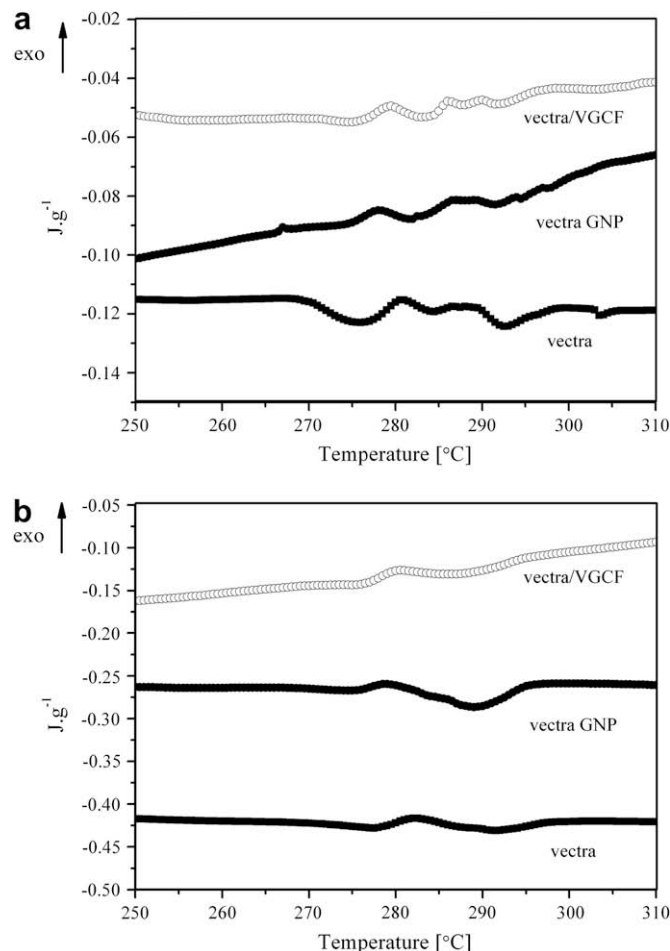 a
exo
-0.02
-0.04
-0.06
-0.08
-0.10
-0.12
-0.14
J.g-1
vectra/VGCF
vectra GNP
vectra
250 260 270 280 290 300 310
Temperature [°C]
b
exo
-0.05
-0.10
-0.15
-0.20
-0.25
-0.30
-0.35
-0.40
-0.45
-0.50
J.g-1
vectra/VGCF
vectra GNP
vectra
250 260 270 280 290 300 310
Temperature [°C]